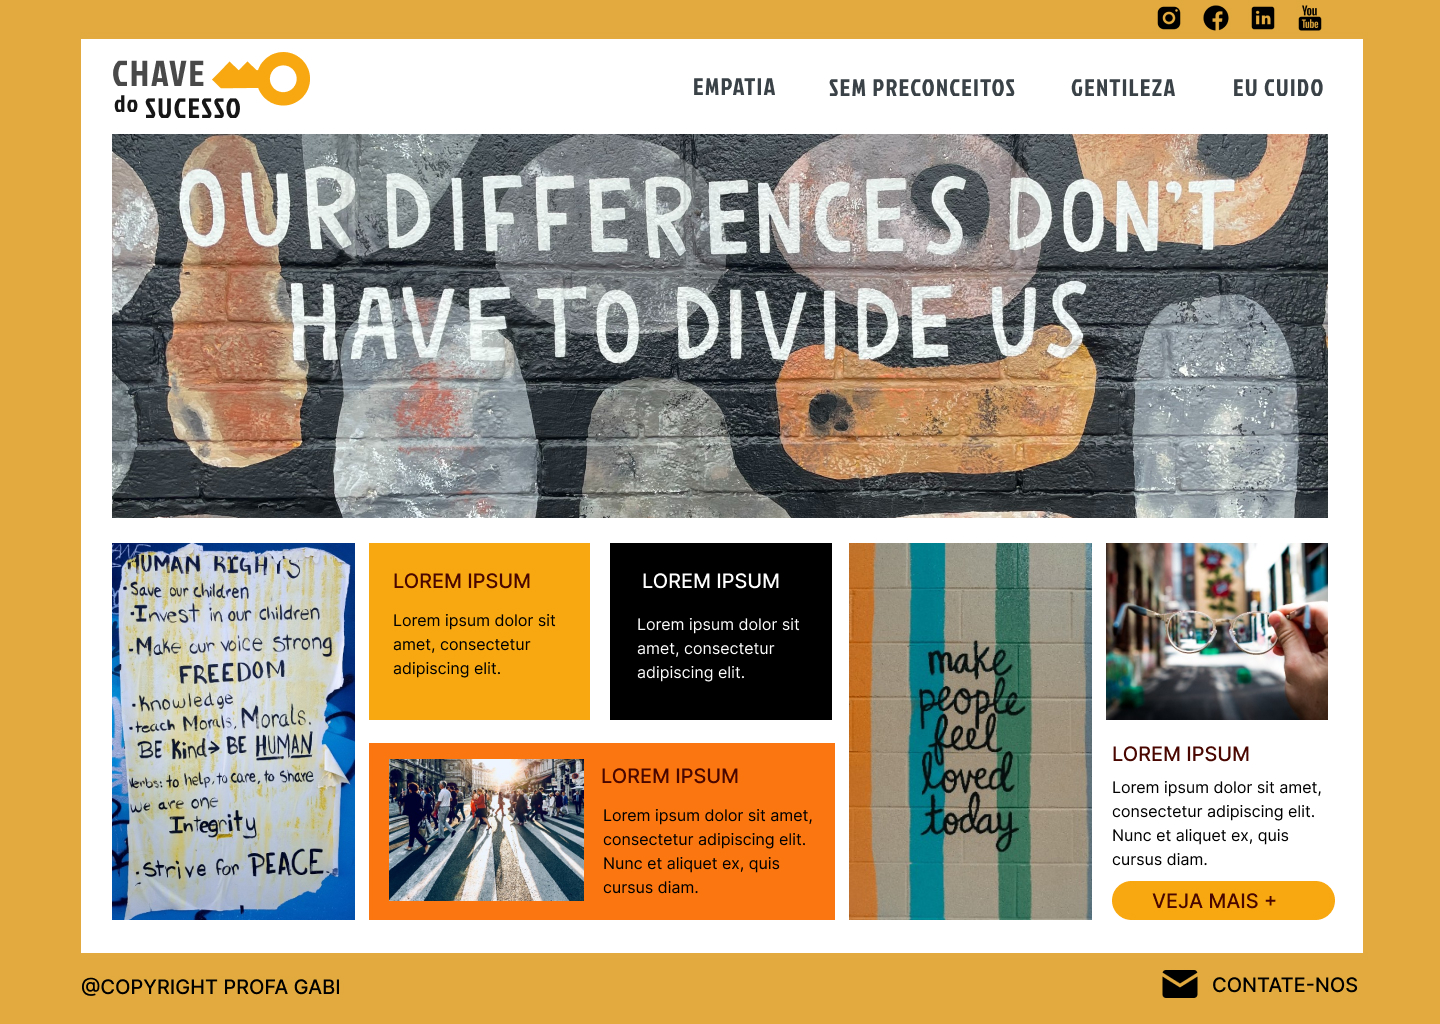 You
Tube
CHAVE
do SUCESSO
EMPATIA SEM PRECONCEITOS GENTILEZA EU CUIDO
OUR DIFFERENCES DON'T
HAVE TO DIVIDE US
HUMAN RIGHTS
• Save our children
• Invest in our children
• Make our voice strong
FREEDOM
• Knowledge
• teach Morals, Morals.
BE Kind → BE HUMAN
Verbs: to help, to care, to share
we are one
Integrity
• Strive for PEACE.
LOREM IPSUM
Lorem ipsum dolor sit
amet, consectetur
adipiscing elit.
LOREM IPSUM
Lorem ipsum dolor sit
amet, consectetur
adipiscing elit.
LOREM IPSUM
Lorem ipsum dolor sit amet,
consectetur adipiscing elit.
Nunc et aliquet ex, quis
cursus diam.
make
people
feel
loved
today
LOREM IPSUM
Lorem ipsum dolor sit amet,
consectetur adipiscing elit.
Nunc et aliquet ex, quis
cursus diam.
VEJA MAIS +
@COPYRIGHT PROFA GABI
CONTATE-NOS